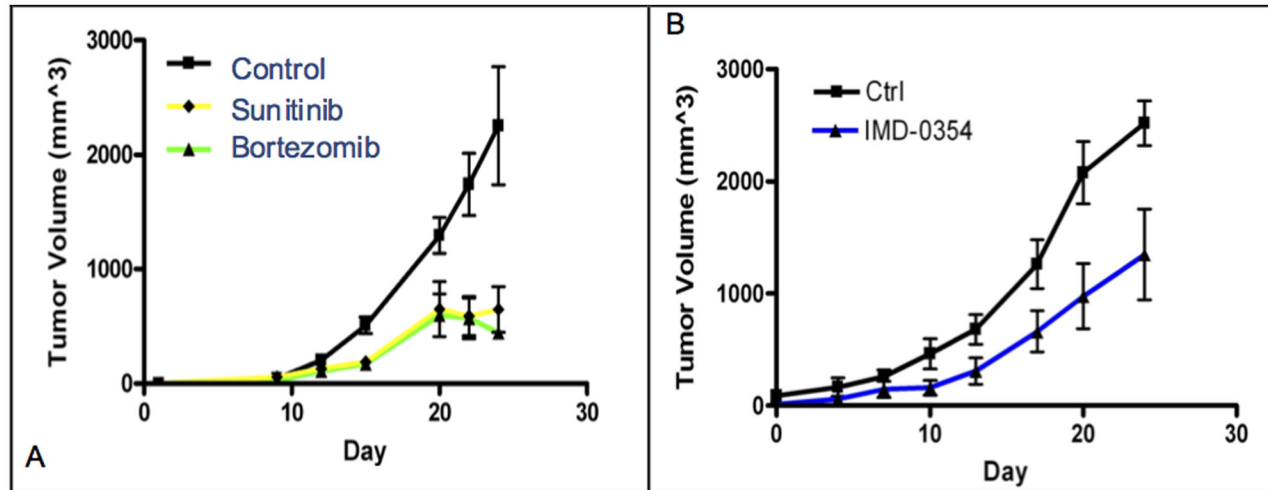 3000
2000
1000
0
Tumor Volume (mm^3)
Control
Sunitinib
Bortezomib
0 10 20 30
Day
A
B
3000
2000
1000
0
Tumor Volume (mm^3)
Ctrl
IMD-0354
0 10 20 30
Day